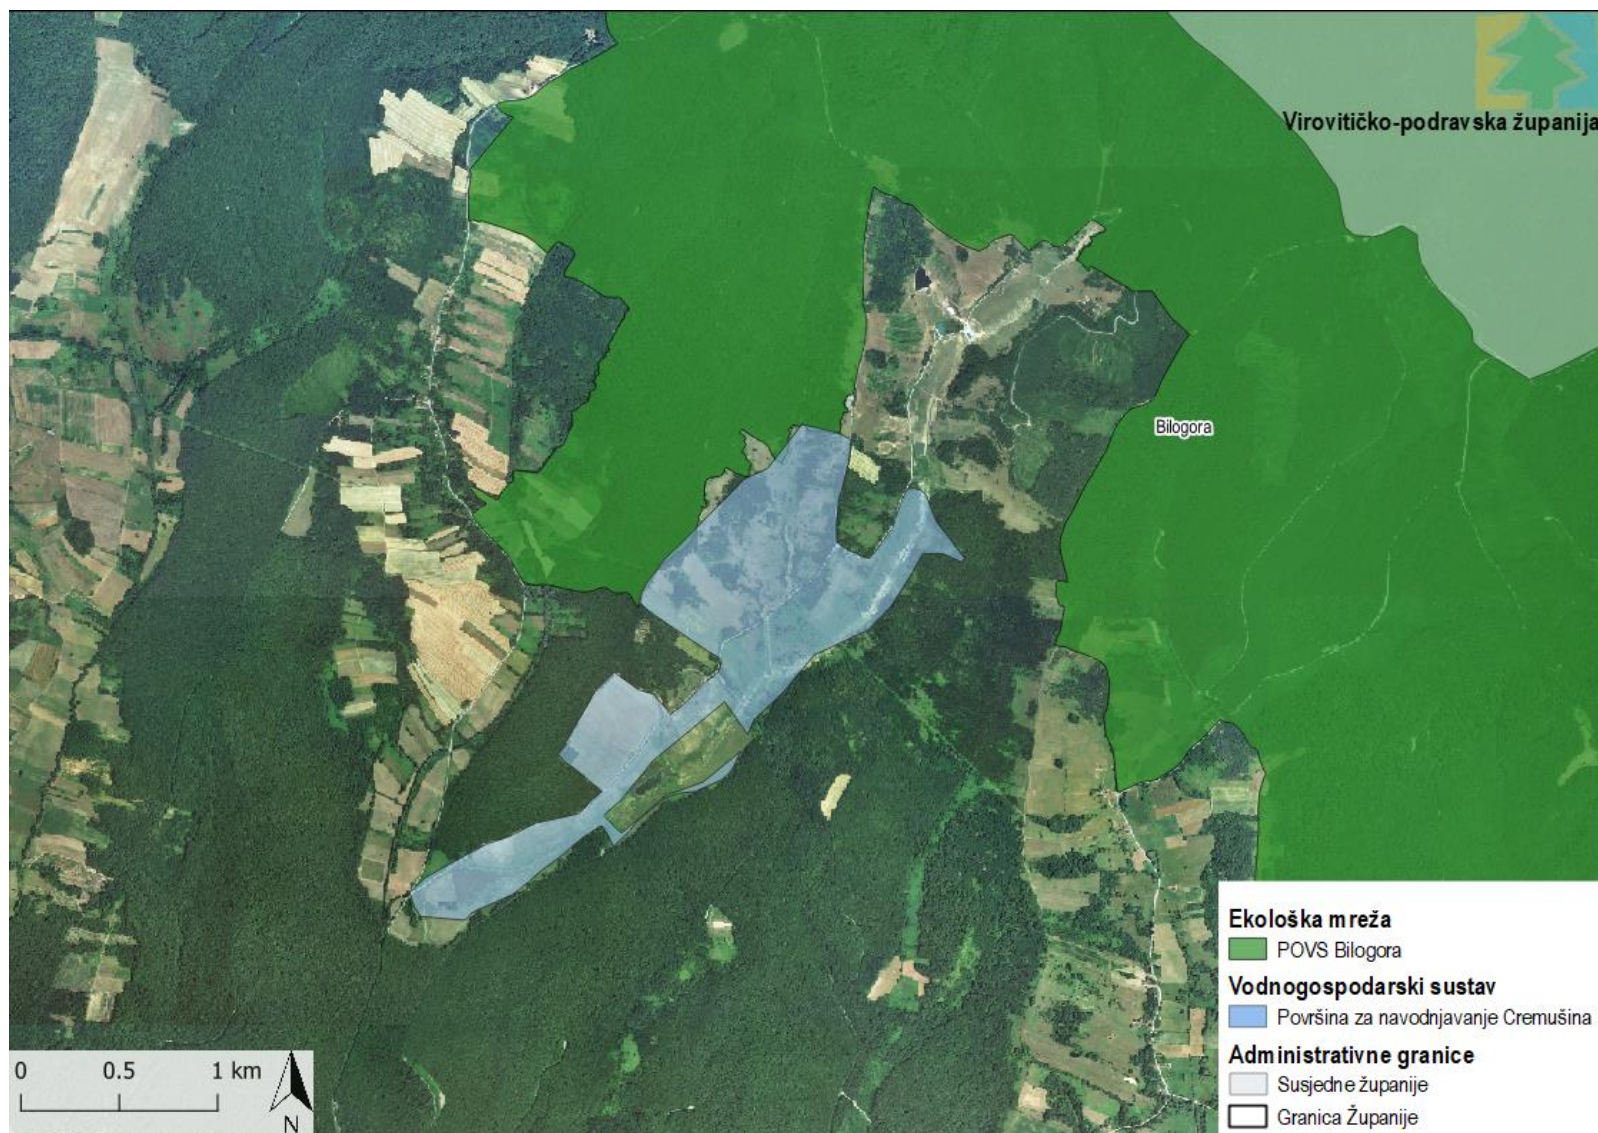 Virovitičko-podravska županija
Bilogora
Ekološka mreža
POVS Bilogora
Vodnogospodarski sustav
Površina za navodnjavanje Cremušina
Administrativne granice
Susjedne županije
Granica Županije
0 0.5 1 km
N